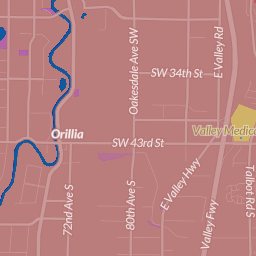 Oakesdale Ave SW
E Valley Rd
SW 34th St
Valley Medic
Orillia
SW 43rd St
72nd Ave S
80th Ave S
E Valley Hwy
Valley Fwy
Talbot Rd S